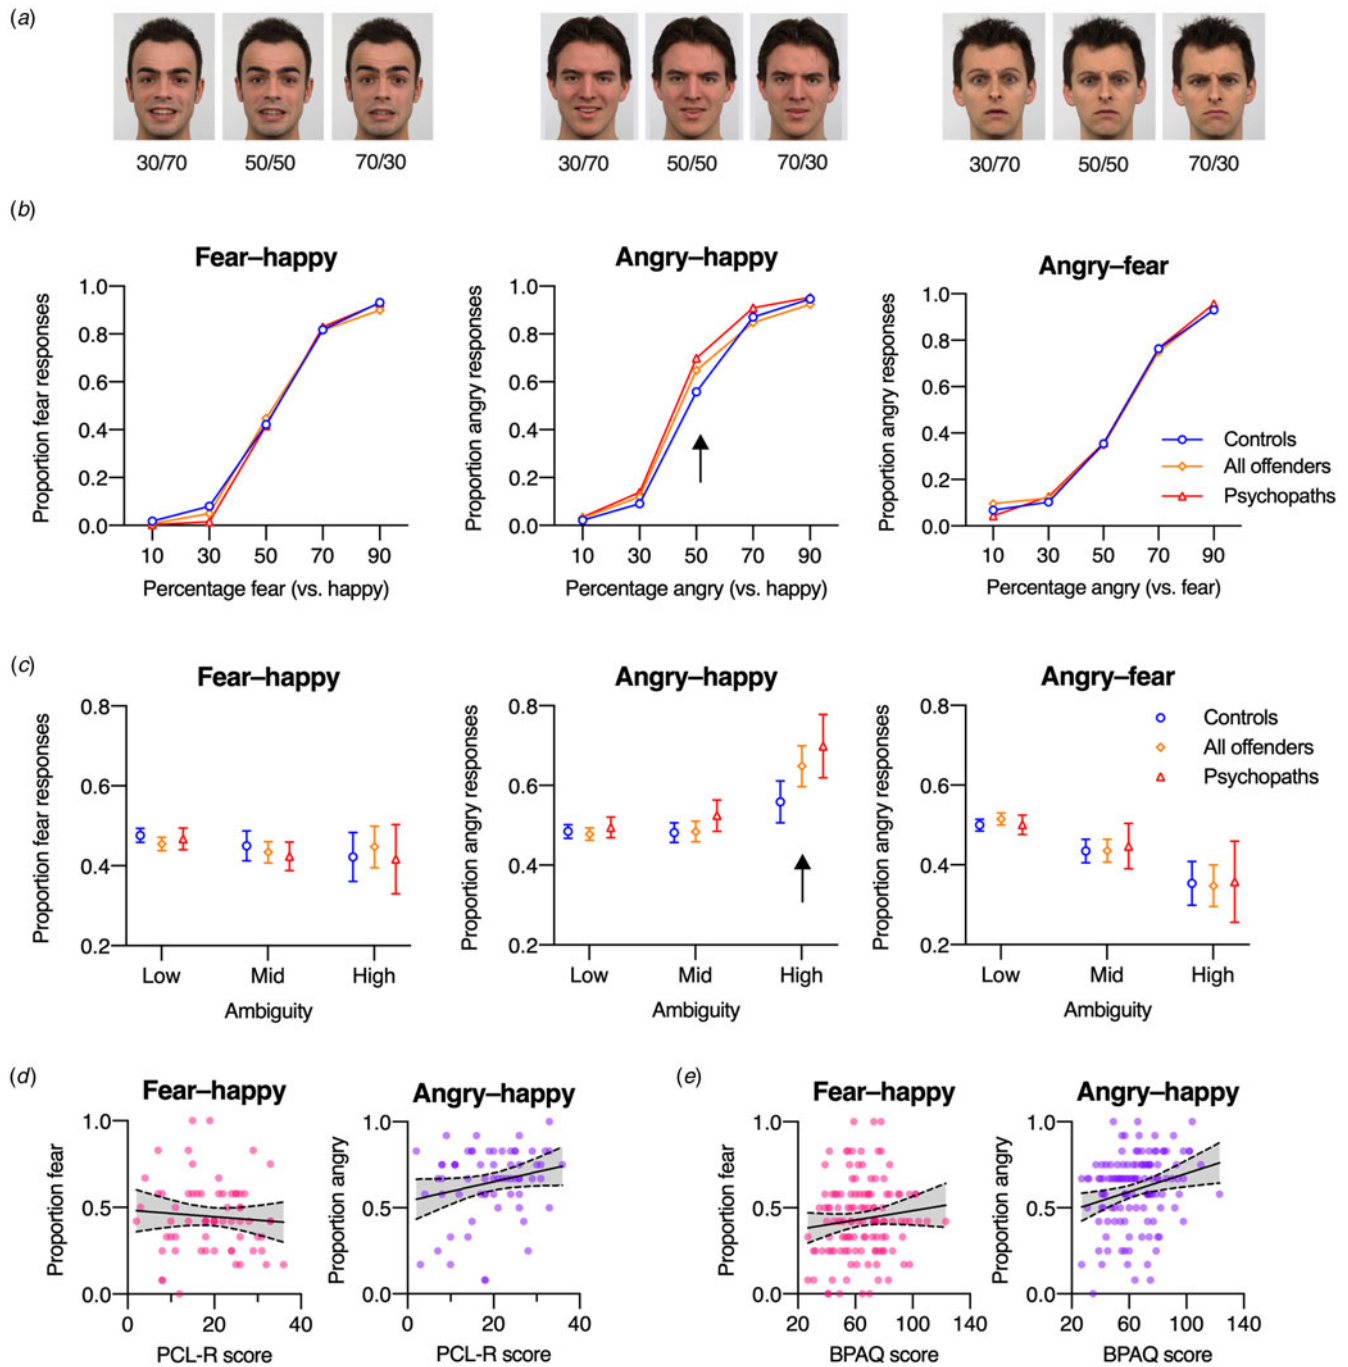 (a)
30/70 50/50 70/30
30/70 50/50 70/30
30/70 50/50 70/30
(b)
Fear–happy
Proportion fear responses
1.0
0.8
0.6
0.4
0.2
0.0
10 30 50 70 90
Percentage fear (vs. happy)
Angry–happy
Proportion angry responses
1.0
0.8
0.6
0.4
0.2
0.0
10 30 50 70 90
Percentage angry (vs. happy)
Angry–fear
Proportion angry responses
1.0
0.8
0.6
0.4
0.2
0.0
10 30 50 70 90
Percentage angry (vs. fear)
Controls
All offenders
Psychopaths
(c)
Fear–happy
Proportion fear responses
0.8
0.6
0.4
0.2
Low Mid High
Ambiguity
Angry–happy
Proportion angry responses
0.8
0.6
0.4
0.2
Low Mid High
Ambiguity
Angry–fear
Proportion angry responses
0.8
0.6
0.4
0.2
Low Mid High
Ambiguity
Controls
All offenders
Psychopaths
(d)
Fear–happy
Proportion fear
1.0
0.5
0.0
0 20 40
PCL-R score
Angry–happy
Proportion angry
1.0
0.5
0.0
0 20 40
PCL-R score
(e)
Fear–happy
Proportion fear
1.0
0.5
0.0
20 60 100 140
BPAQ score
Angry–happy
Proportion angry
1.0
0.5
0.0
20 60 100 140
BPAQ score